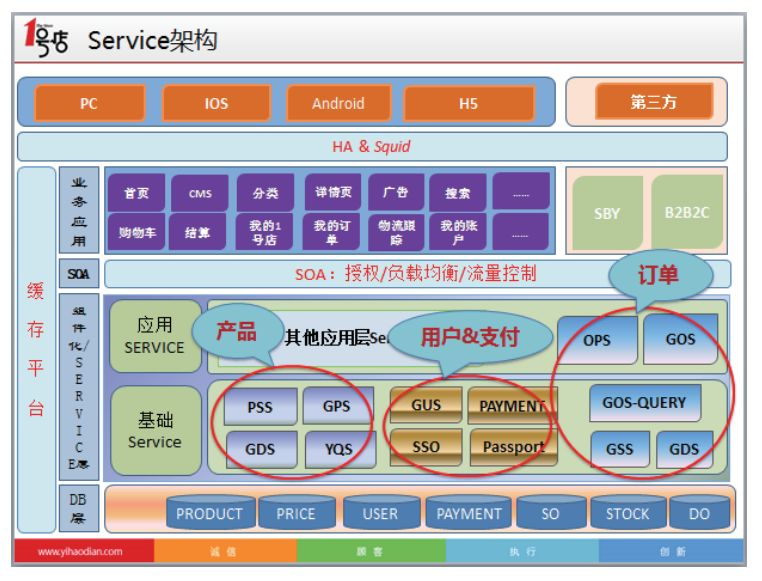 1号店 Service架构
PC
IOS
Android
H5
第三方
HA & Squid
缓存平台
业务应用
首页
CMS
分类
详情页
广告
搜索
......
购物车
结算
我的1
号店
我的订
单
物流跟
踪
我的账
户
......
SBY
B2B2C
SOA
SOA：授权/负载均衡/流量控制
订单
组件化/SERVICE层
应用
SERVICE
产品
其他应用层Se
用户&支付
OPS
GOS
基础
Service
PSS
GPS
GDS
YQS
GUS
PAYMENT
SSO
Passport
GOS-QUERY
GSS
GDS
DB
层
PRODUCT
PRICE
USER
PAYMENT
SO
STOCK
DO
www.yihaodian.com
诚 信
顾 客
执 行
创 新